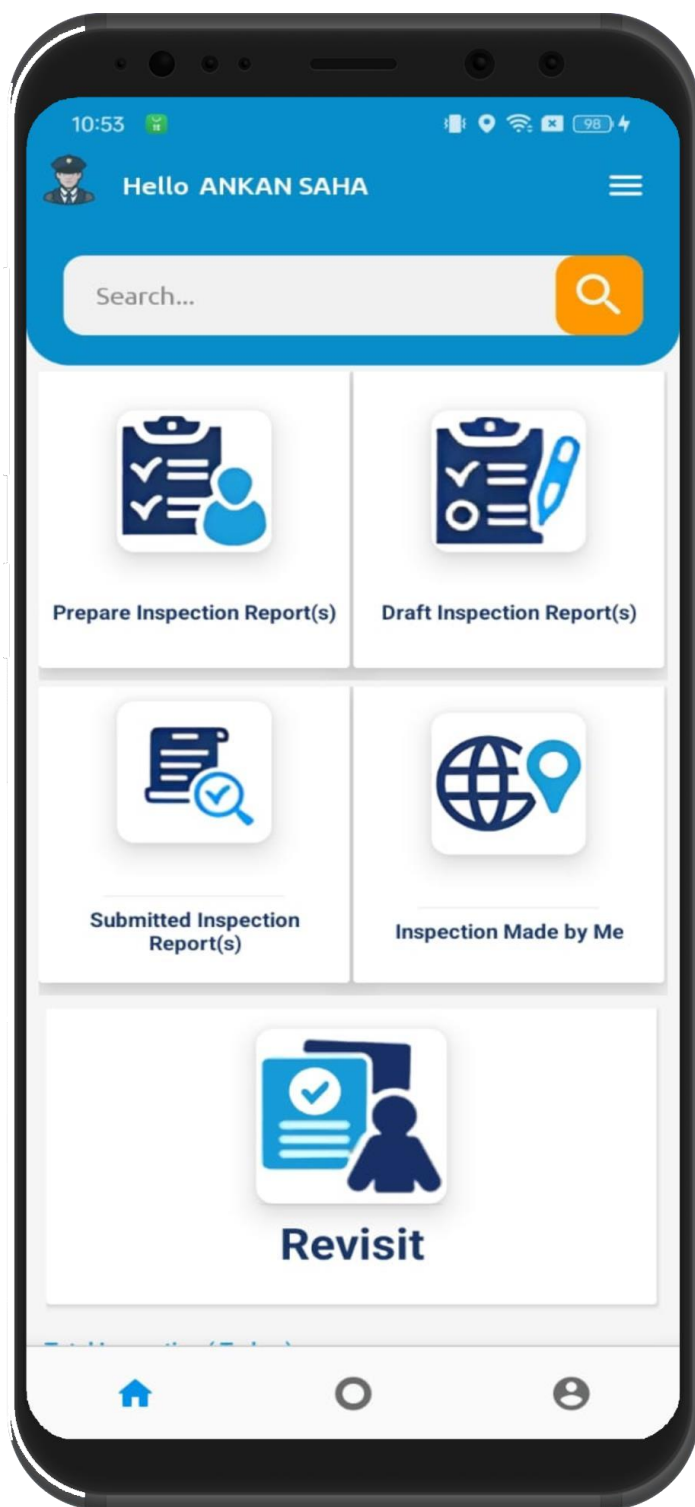 10:53
98
Hello ANKAN SAHA
Search...
Prepare Inspection Report(s)
Draft Inspection Report(s)
Submitted Inspection
Report(s)
Inspection Made by Me
Revisit